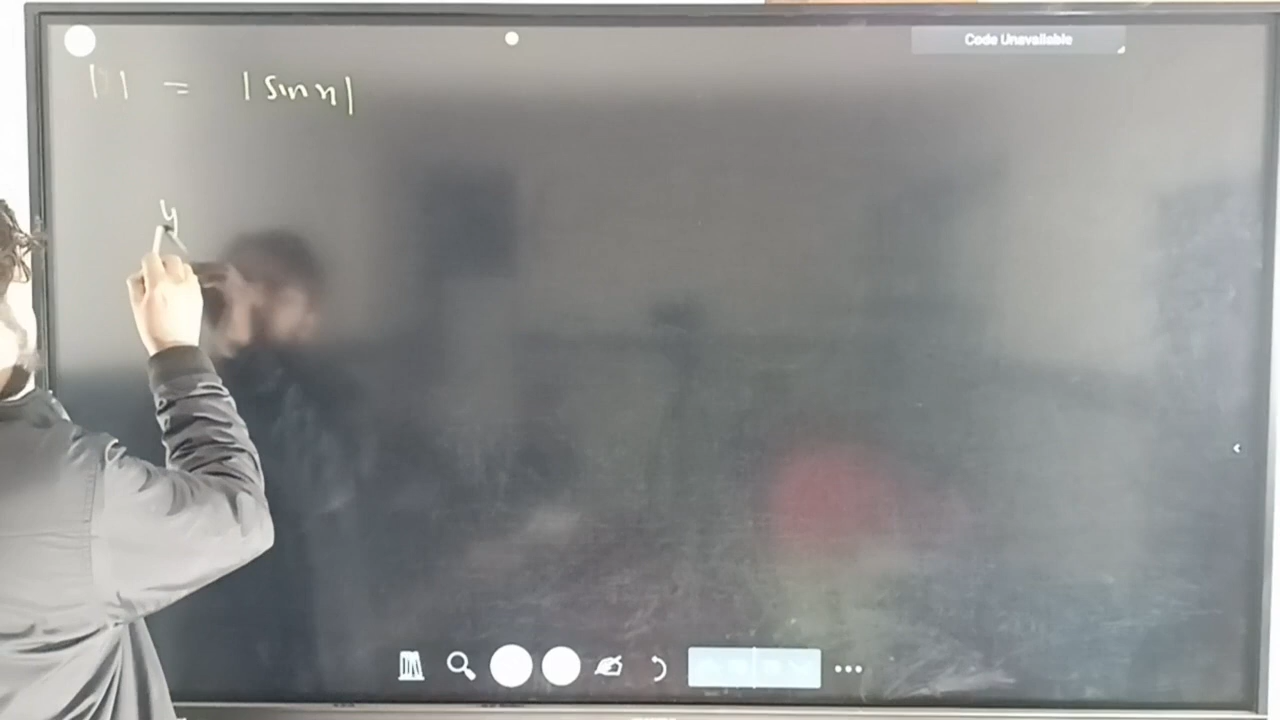 Code Unavailable
| | = | sin x |
y